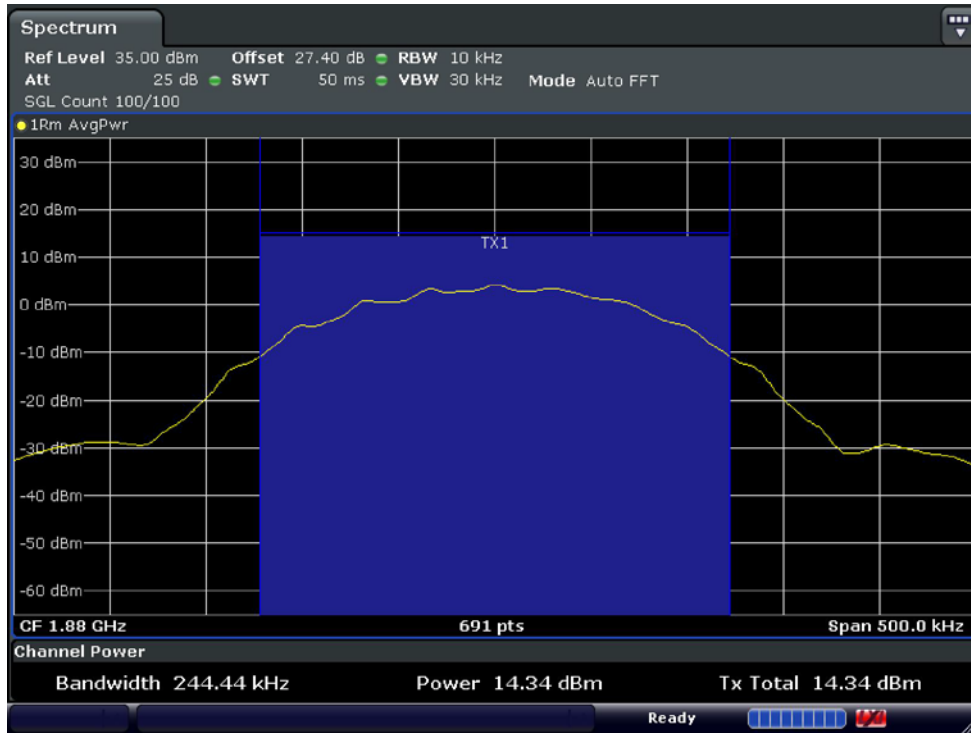 Spectrum
Ref Level 35.00 dBm Offset 27.40 dB RBW 10 kHz
Att 25 dB SWT 50 ms VBW 30 kHz Mode Auto FFT
SGL Count 100/100
1Rm AvgPwr
30 dBm
20 dBm
TX1
10 dBm
0 dBm
-10 dBm
-20 dBm
-30 dBm
-40 dBm
-50 dBm
-60 dBm
CF 1.88 GHz 691 pts Span 500.0 kHz
Channel Power
Bandwidth 244.44 kHz Power 14.34 dBm Tx Total 14.34 dBm
Ready